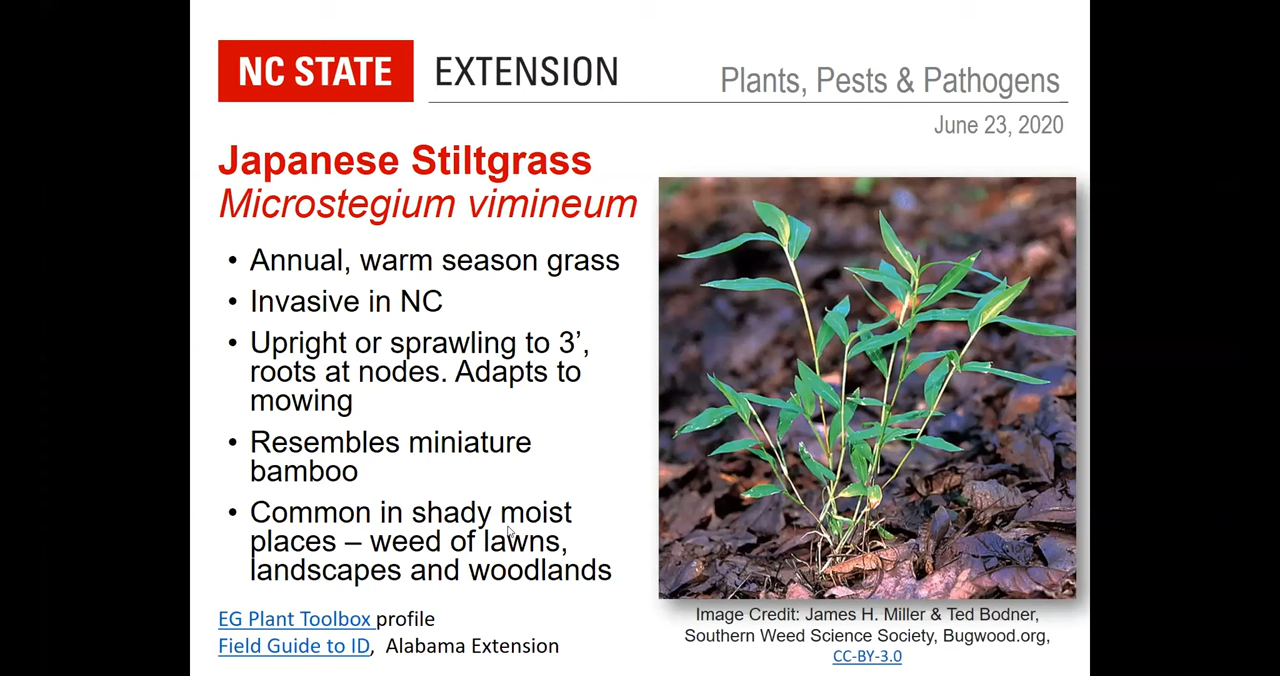 NC STATE EXTENSION
Plants, Pests & Pathogens
June 23, 2020
Japanese Stiltgrass
Microstegium vimineum
• Annual, warm season grass
• Invasive in NC
• Upright or sprawling to 3’,
roots at nodes. Adapts to
mowing
• Resembles miniature
bamboo
• Common in shady moist
places – weed of lawns,
landscapes and woodlands
EG Plant Toolbox profile
Field Guide to ID, Alabama Extension
Image Credit: James H. Miller & Ted Bodner,
Southern Weed Science Society, Bugwood.org,
CC-BY-3.0